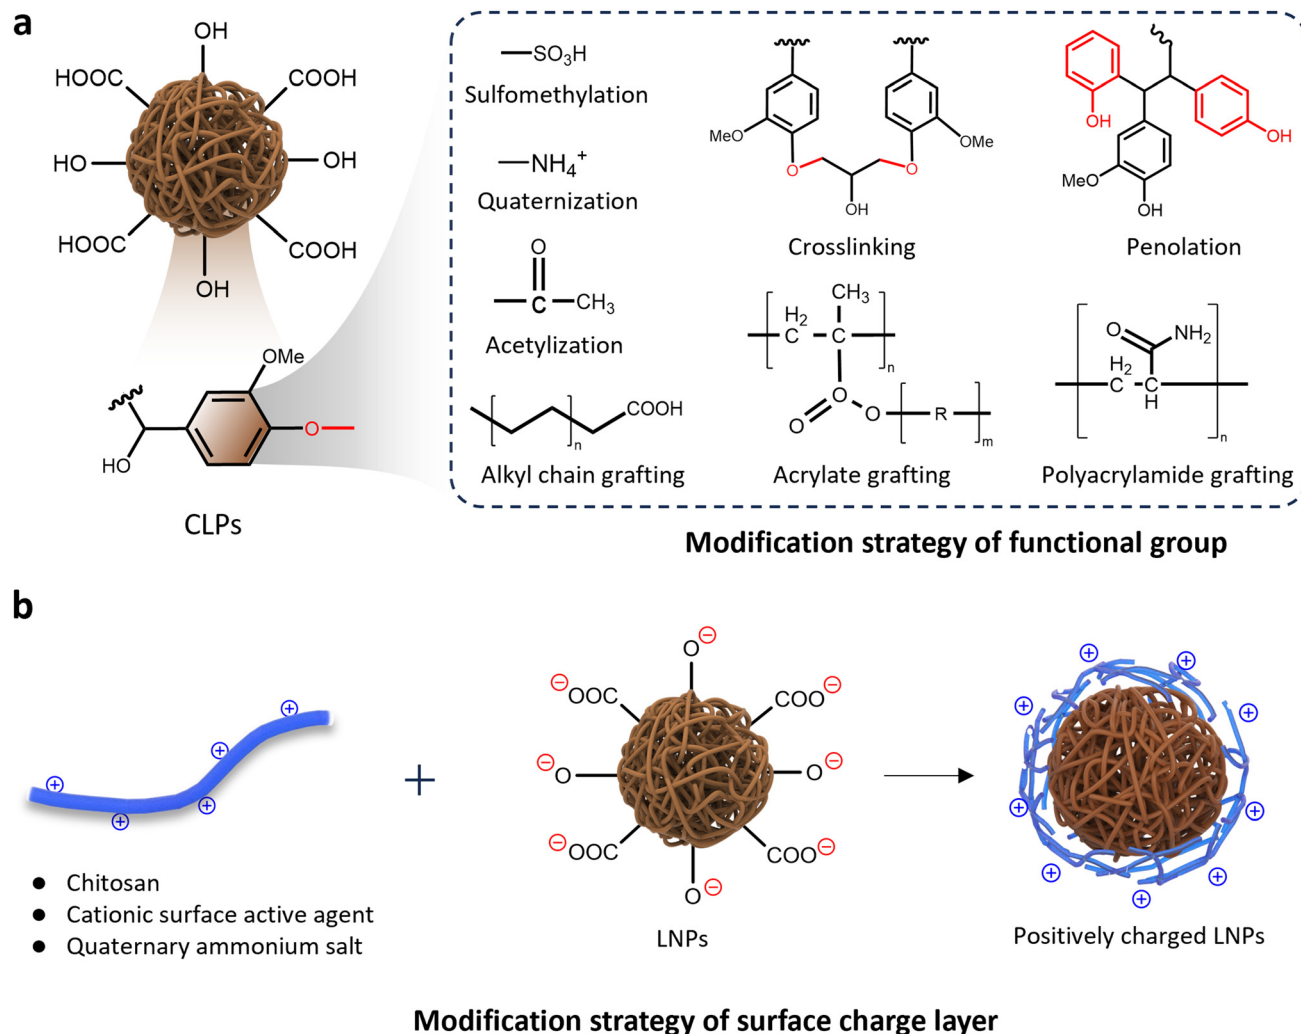 a
OH
HOOC
COOH
HO
OH
HOOC
COOH
OH
OMe
O
HO
CLPs
—SO₃H
Sulfomethylation
—NH₄⁺
Quaternization
O
C
CH₃
Acetylization
COOH
n
Alkyl chain grafting
MeO
OMe
O
O
OH
Crosslinking
OH
OH
MeO
OH
Penolation
CH₃
H₂
C
C
n
O
O
O
R
m
Acrylate grafting
O
NH₂
H₂
C
C
H
n
Polyacrylamide grafting
Modification strategy of functional group
b
+
+
+
+
+
● Chitosan
● Cationic surface active agent
● Quaternary ammonium salt
+
O⁻
⁻OOC
COO⁻
⁻O
O⁻
⁻OOC
COO⁻
O⁻
LNPs
+
+
+
+
+
+
+
+
+
Positively charged LNPs
Modification strategy of surface charge layer